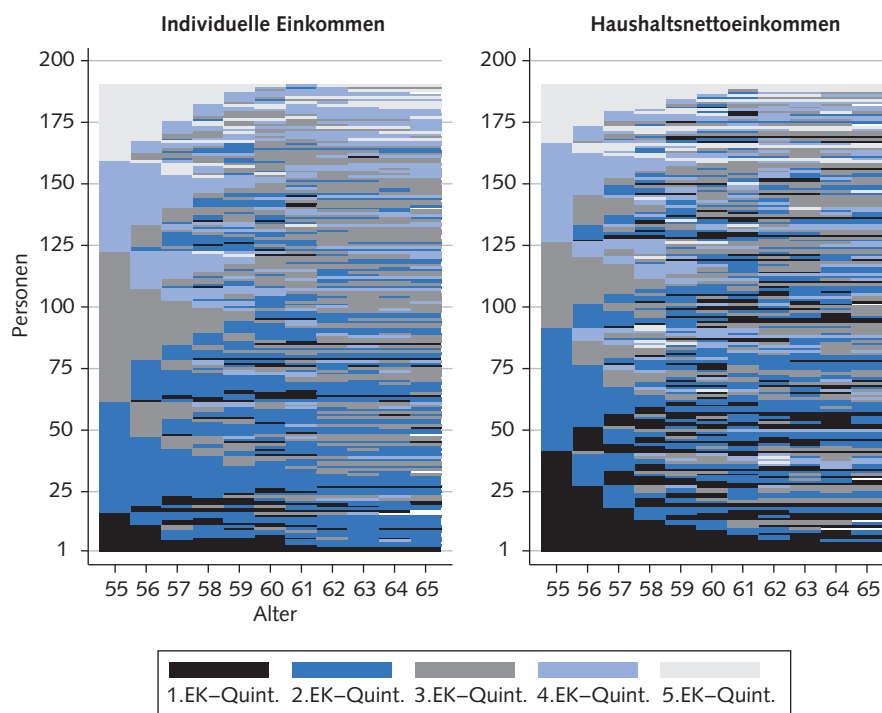 Individuelle Einkommen
Haushaltsnettoeinkommen
Personen
200
175
150
125
100
75
50
25
1
55 56 57 58 59 60 61 62 63 64 65
Alter
200
175
150
125
100
75
50
25
1
55 56 57 58 59 60 61 62 63 64 65
1.EK–Quint. 2.EK–Quint. 3.EK–Quint. 4.EK–Quint. 5.EK–Quint.